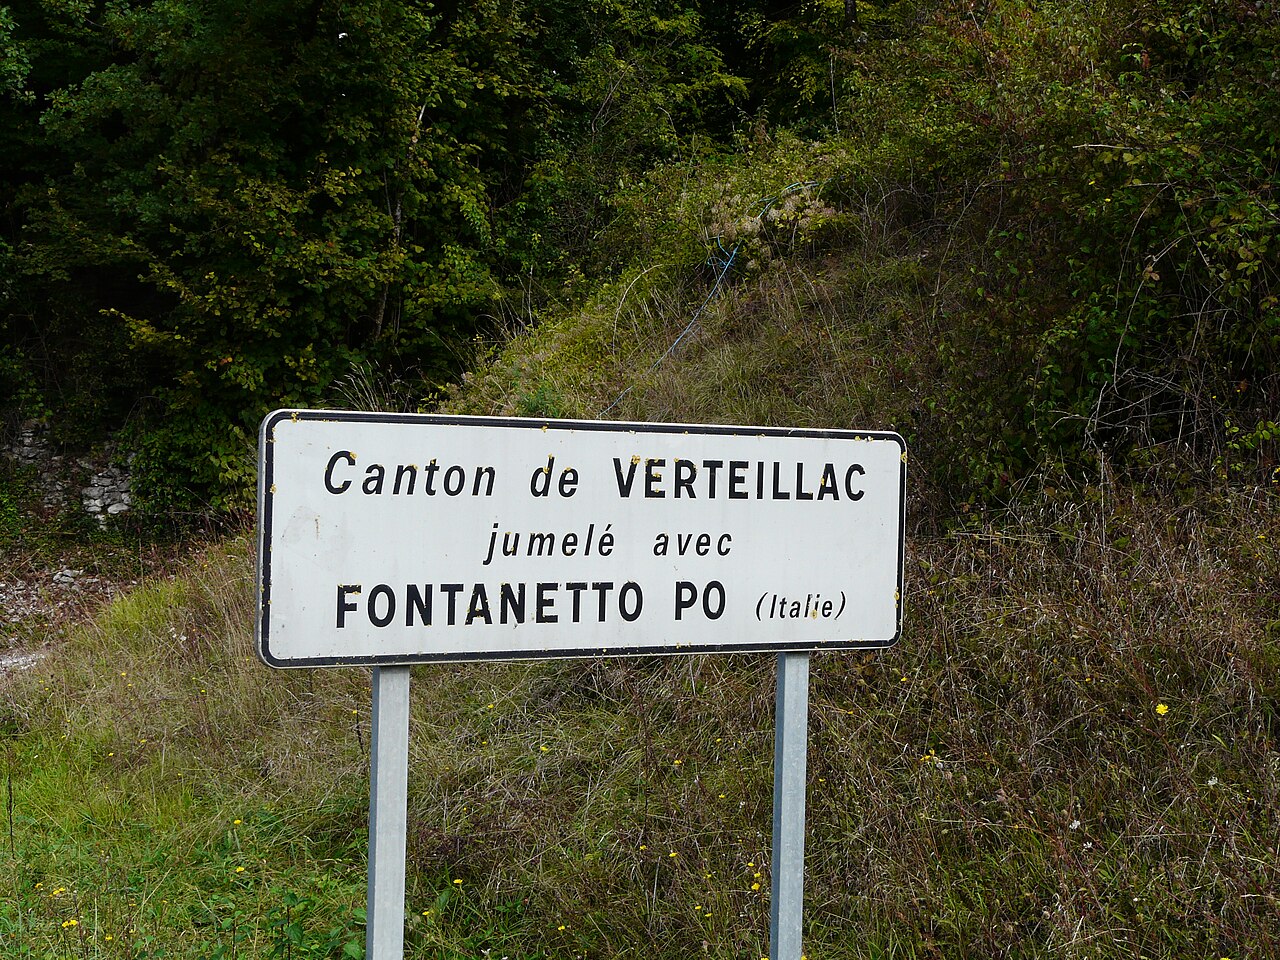 Canton de VERTEILLAC
jumelé avec
FONTANETTO PO (Italie)